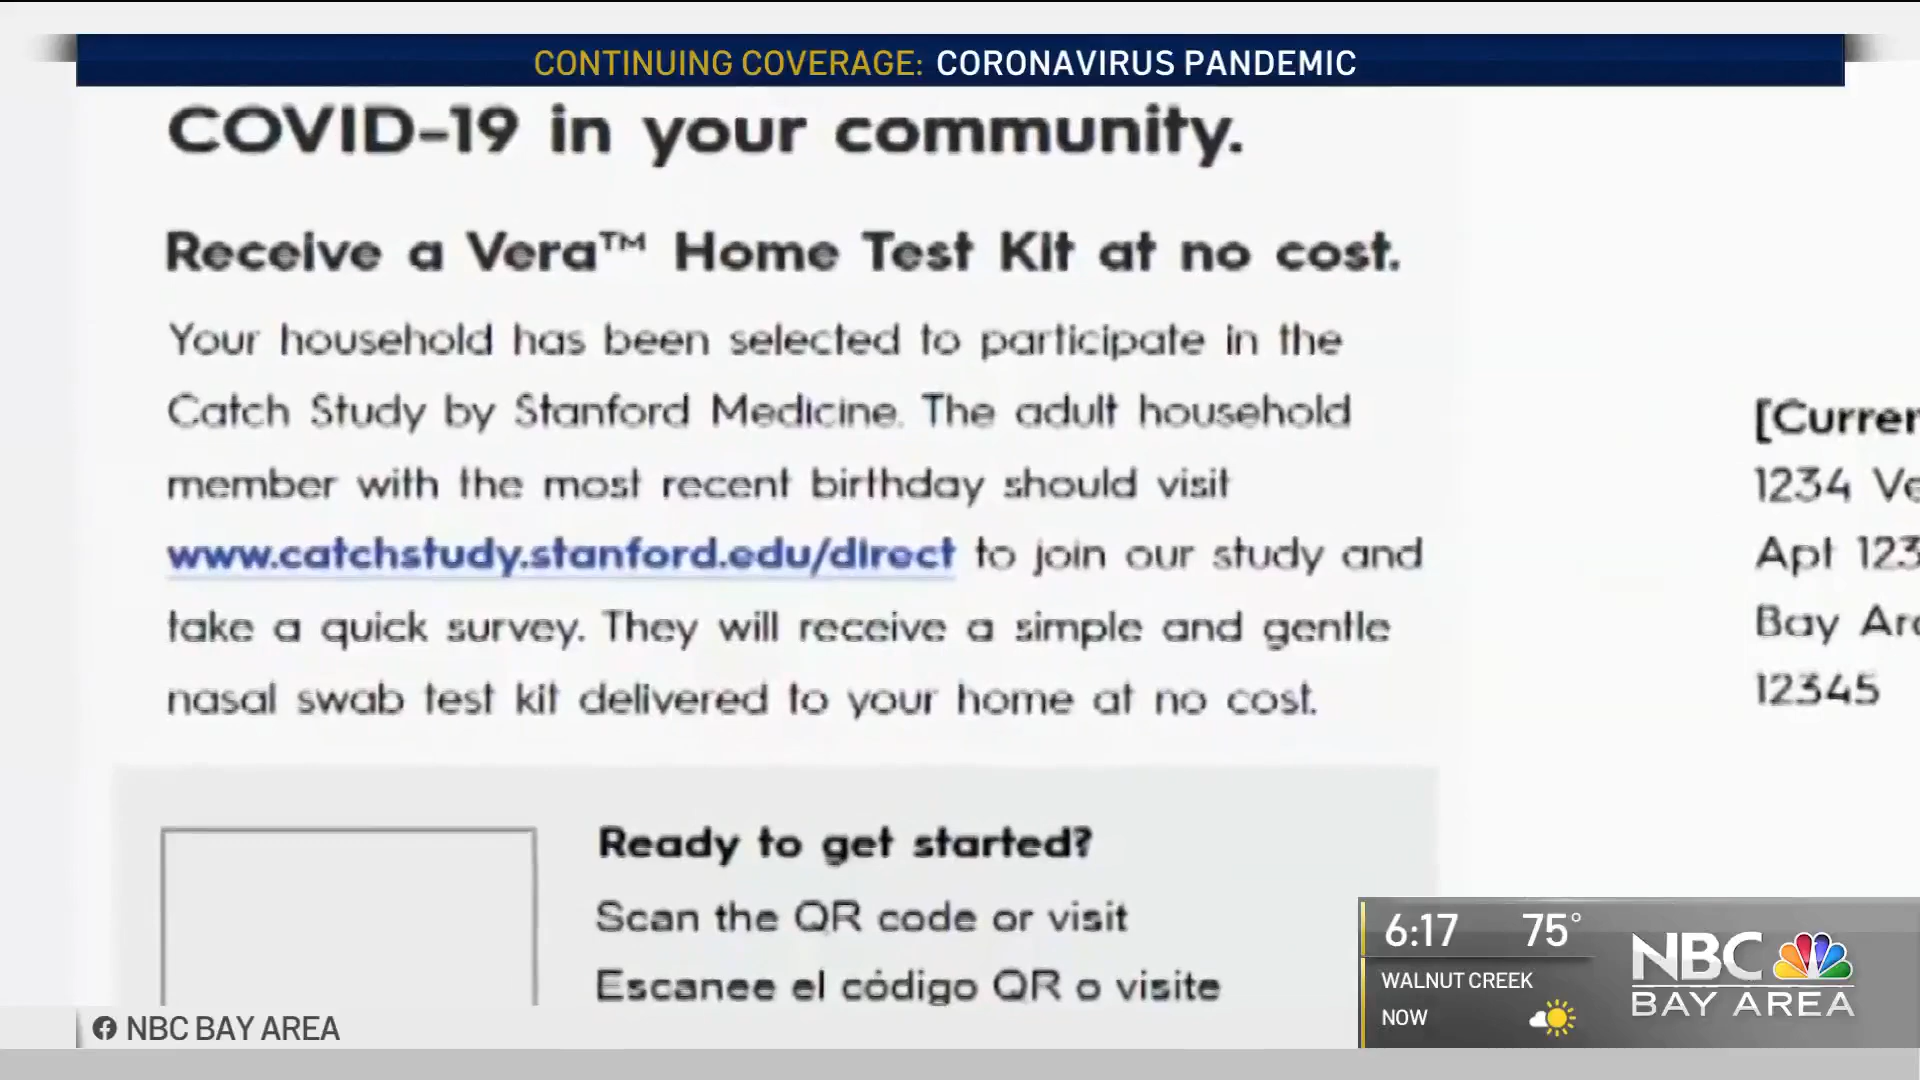 CONTINUING COVERAGE: CORONAVIRUS PANDEMIC
COVID-19 in your community.
Receive a Vera™ Home Test Kit at no cost.
Your household has been selected to participate in the
Catch Study by Stanford Medicine. The adult household
member with the most recent birthday should visit
www.catchstudy.stanford.edu/direct to join our study and
take a quick survey. They will receive a simple and gentle
nasal swab test kit delivered to your home at no cost.
1234
Apt 123
Bay
12345
Ready to get started?
Scan the QR code or visit
Escanee el código QR o visite
6:17 75°
WALNUT CREEK
NOW
NBC
BAY AREA
NBC BAY AREA